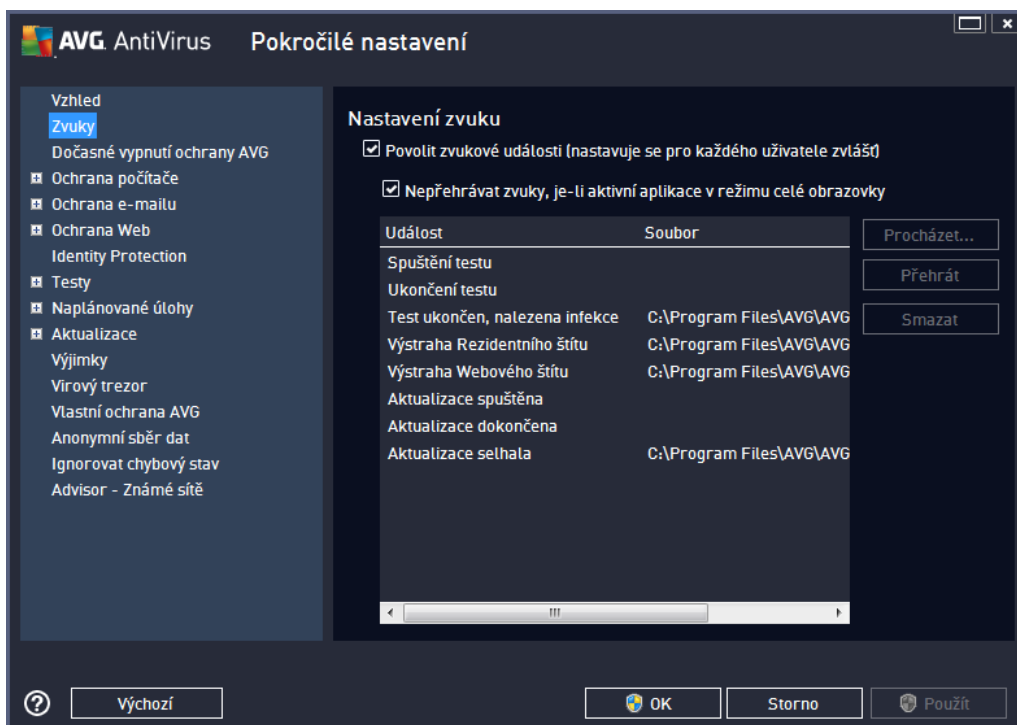 AVG. AntiVirus Pokročilé nastavení
Vzhled
Zvuky
Dočasné vypnutí ochrany AVG
Ochrana počítače
Ochrana e-mailu
Ochrana Web
Identity Protection
Testy
Naplánované úlohy
Aktualizace
Výjimky
Virový trezor
Vlastní ochrana AVG
Anonymní sběr dat
Ignorovat chybový stav
Advisor - Známé sítě
Nastavení zvuku
Povolit zvukové události (nastavuje se pro každého uživatele zvlášť)
Nepřehrávat zvuky, je-li aktivní aplikace v režimu celé obrazovky
Událost Soubor
Spuštění testu
Ukončení testu
Test ukončen, nalezena infekce C:\Program Files\AVG\AVG
Výstraha Rezidentního štítu C:\Program Files\AVG\AVG
Výstraha Webového štítu C:\Program Files\AVG\AVG
Aktualizace spuštěna
Aktualizace dokončena
Aktualizace selhala C:\Program Files\AVG\AVG
Procházet...
Přehrát
Smazat
? Výchozí OK Storno Použít